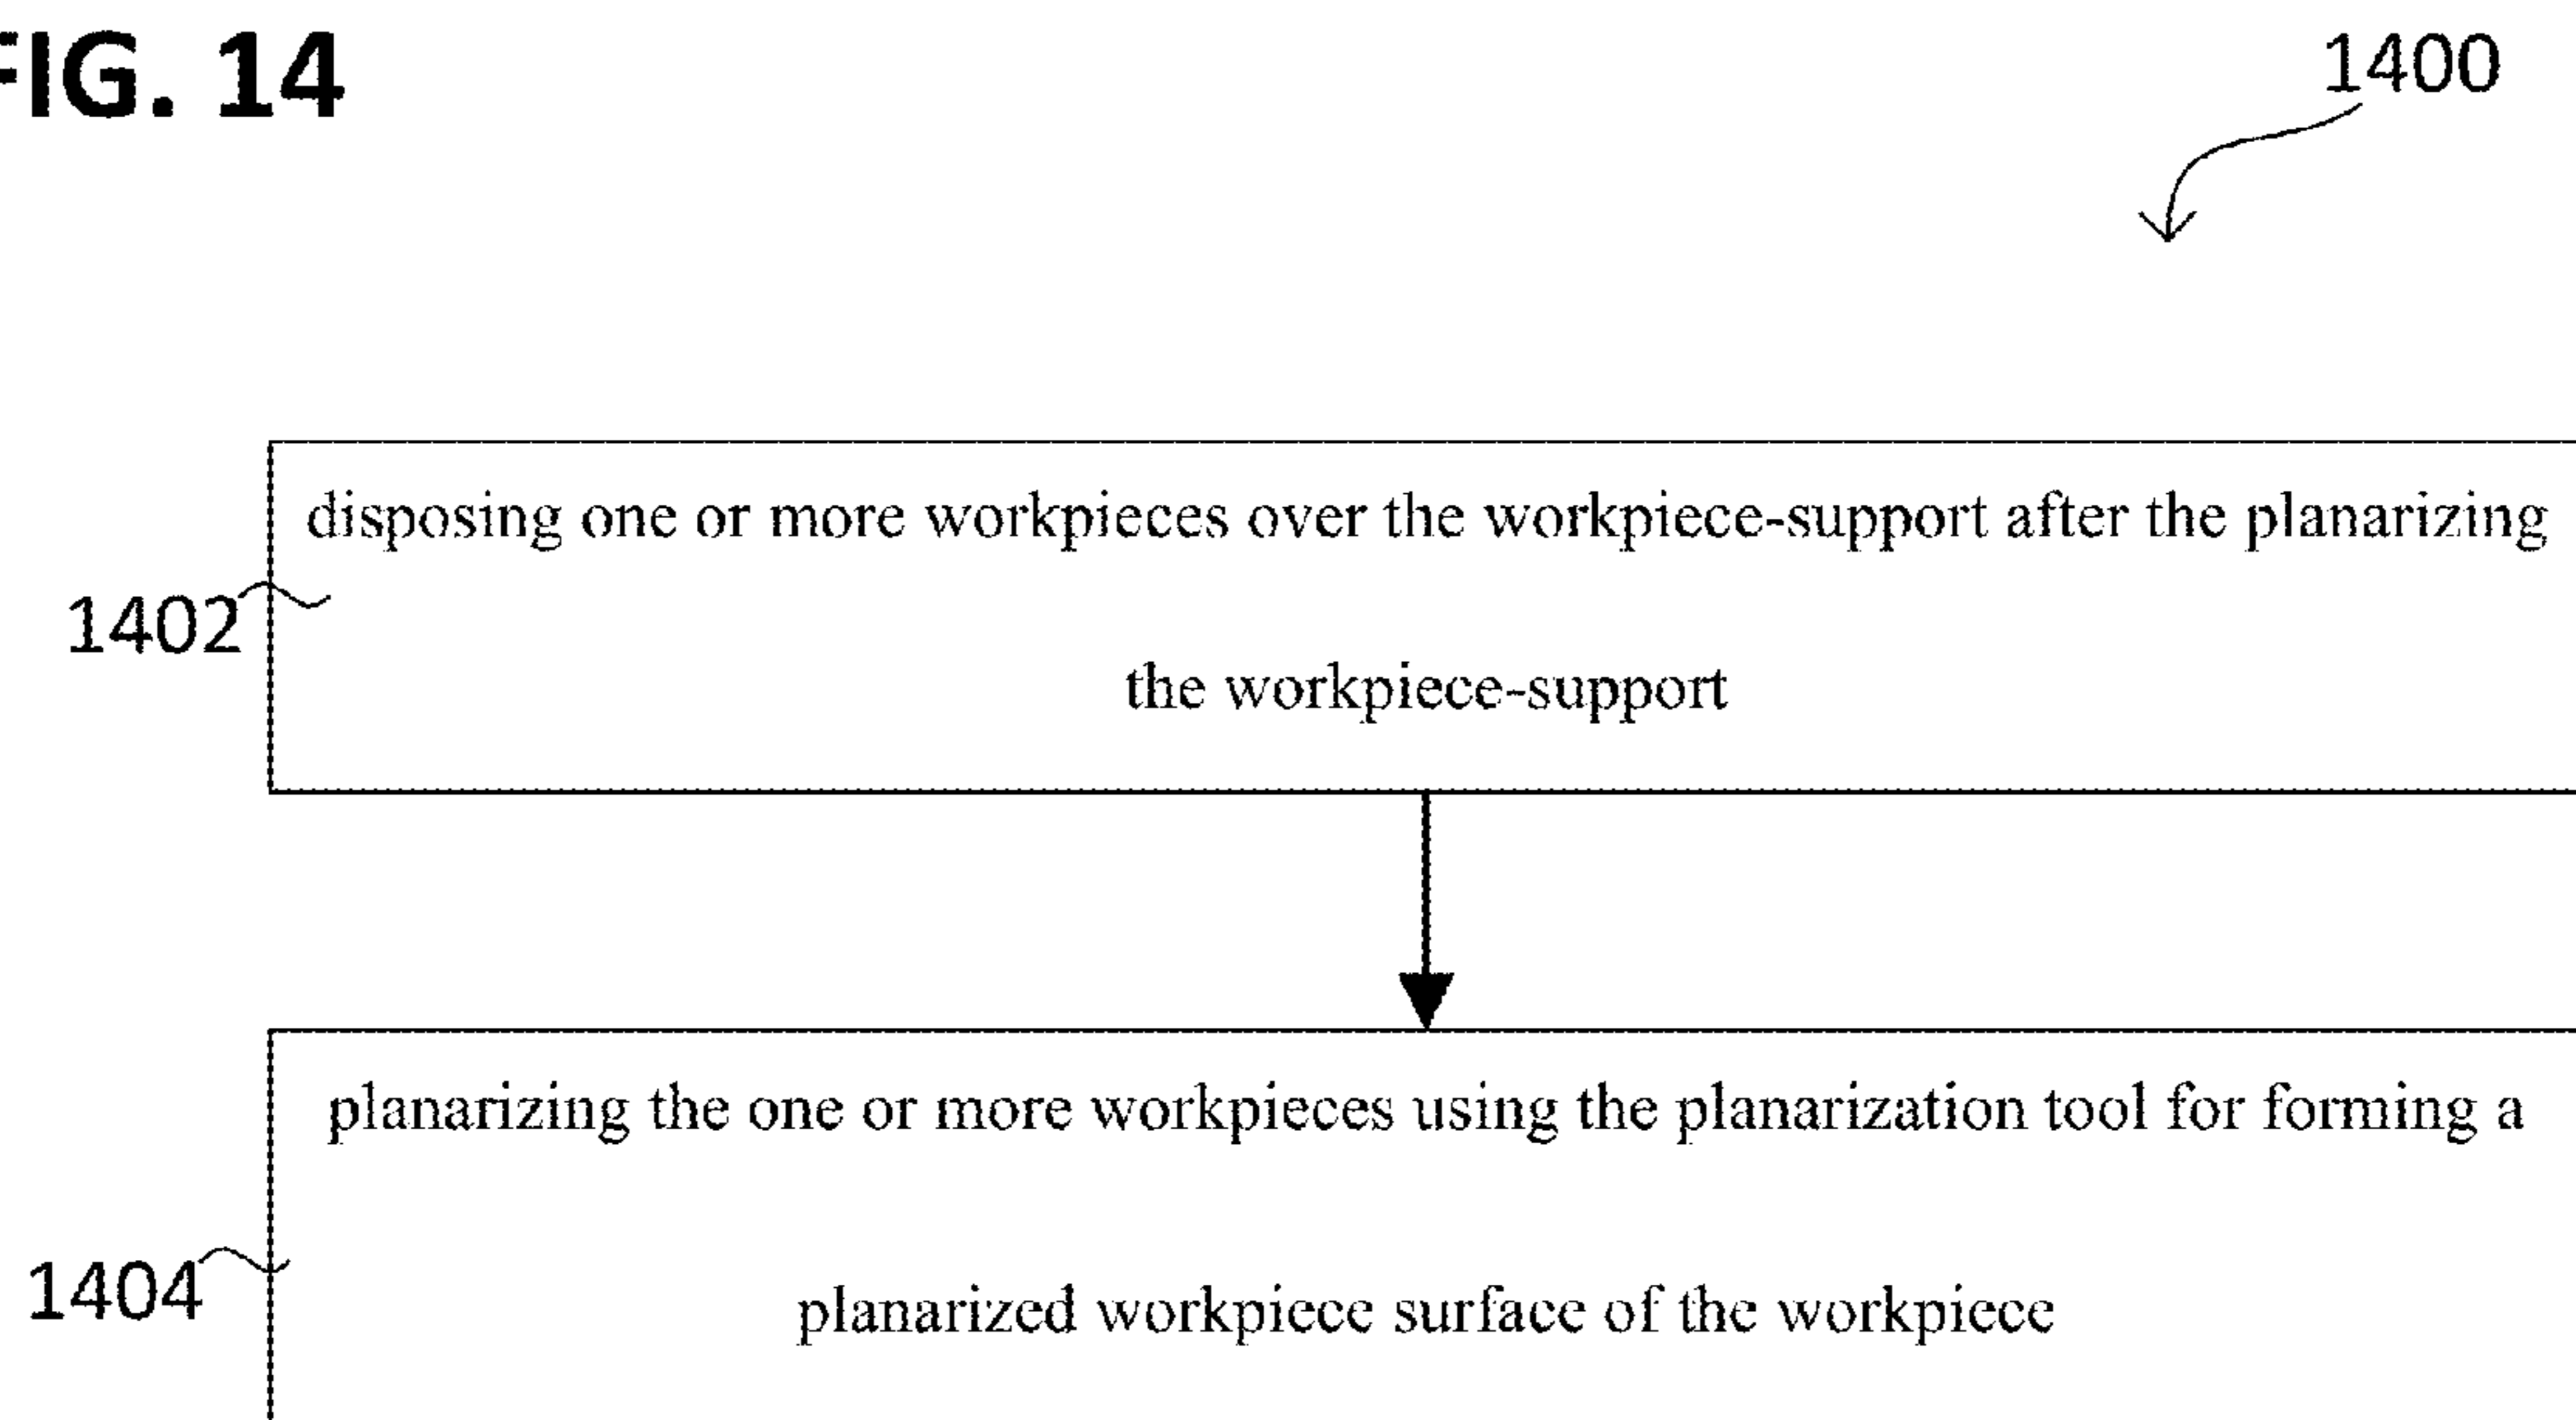 FIG. 14
1400
disposing one or more workpieces over the workpiece-support after the planarizing
1402
the workpiece-support
planarizing the one or more workpieces using the planarization tool for forming a
1404
planarized workpiece surface of the workpiece